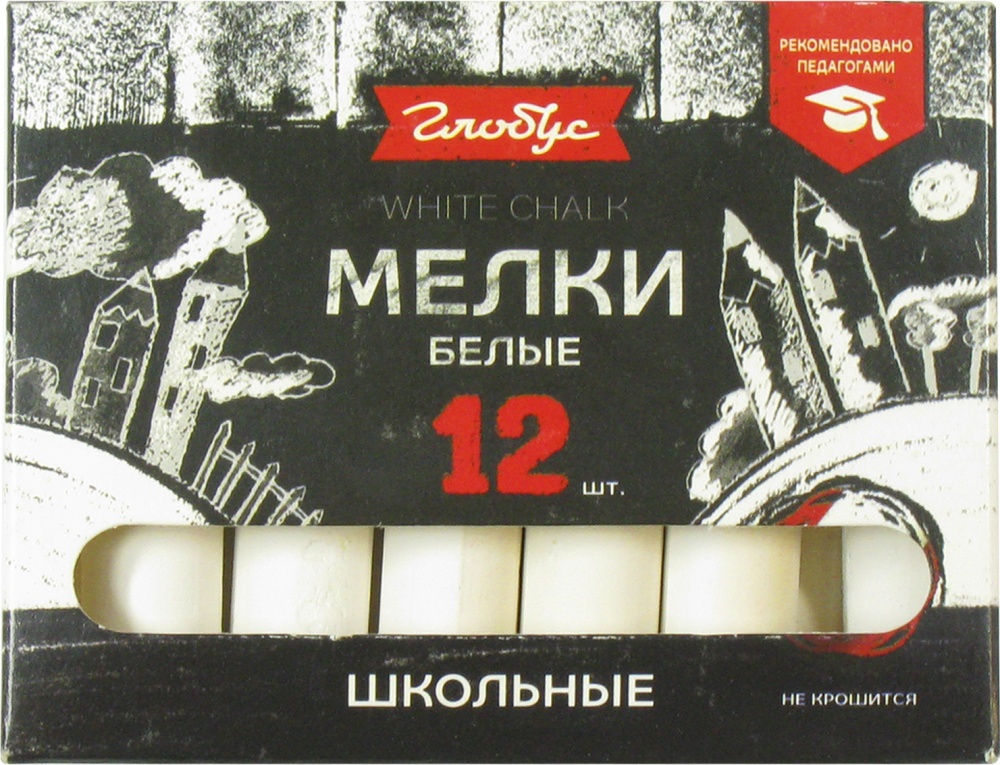 РЕКОМЕНДОВАНО
ПЕДАГОГАМИ
Глобус
WHITE CHALK
МЕЛКИ
БЕЛЫЕ
12 шт.
ШКОЛЬНЫЕ
НЕ КРОШИТСЯ